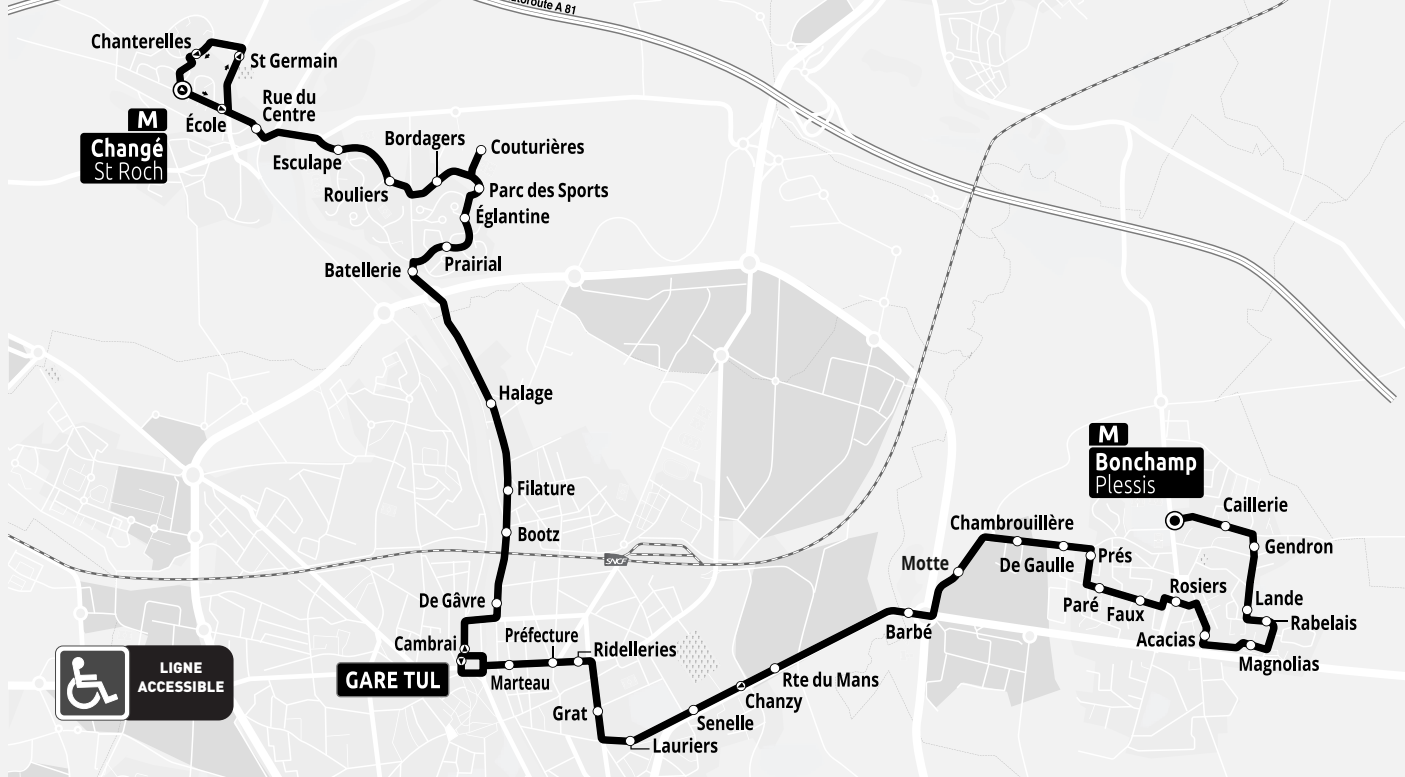 Autoroute A 81
Chanterelles
St Germain
M
Changé
St Roch
École
Rue du
Centre
Esculape
Rouliers
Bordagers
Couturières
Parc des Sports
Églantine
Prairial
Batellerie
Halage
Filature
Bootz
SNCF
De Gâvre
Cambrai
GARE TUL
Marteau
Préfecture
Ridelleries
Grat
Lauriers
Senelle
Chanzy
Rte du Mans
Barbé
Motte
Chambrouillère
De Gaulle
Prés
Paré
Faux
Rosiers
Acacias
Magnolias
Rabelais
Lande
Gendron
Caillerie
M
Bonchamp
Plessis
LIGNE
ACCESSIBLE